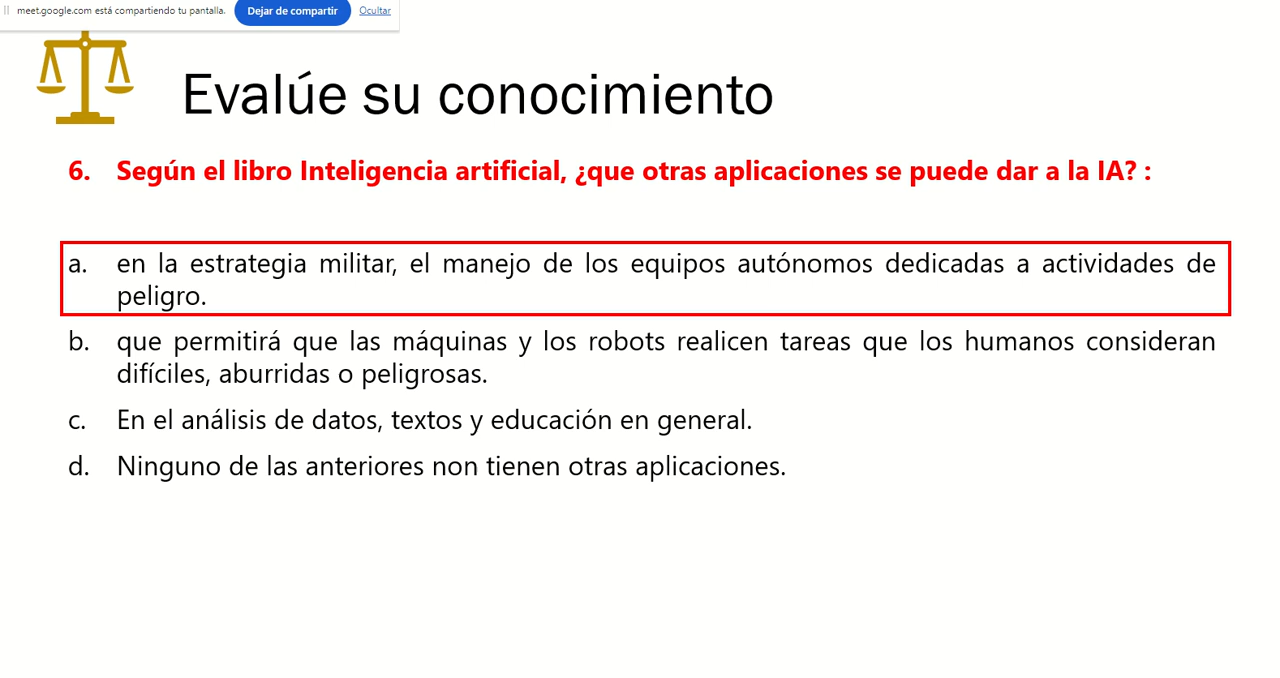 meet.google.com está compartiendo tu pantalla. Dejar de compartir Ocultar
Evalúe su conocimiento
6. Según el libro Inteligencia artificial, ¿que otras aplicaciones se puede dar a la IA? :
a. en la estrategia militar, el manejo de los equipos autónomos dedicadas a actividades de
peligro.
b. que permitirá que las máquinas y los robots realicen tareas que los humanos consideran
difíciles, aburridas o peligrosas.
c. En el análisis de datos, textos y educación en general.
d. Ninguno de las anteriores non tienen otras aplicaciones.